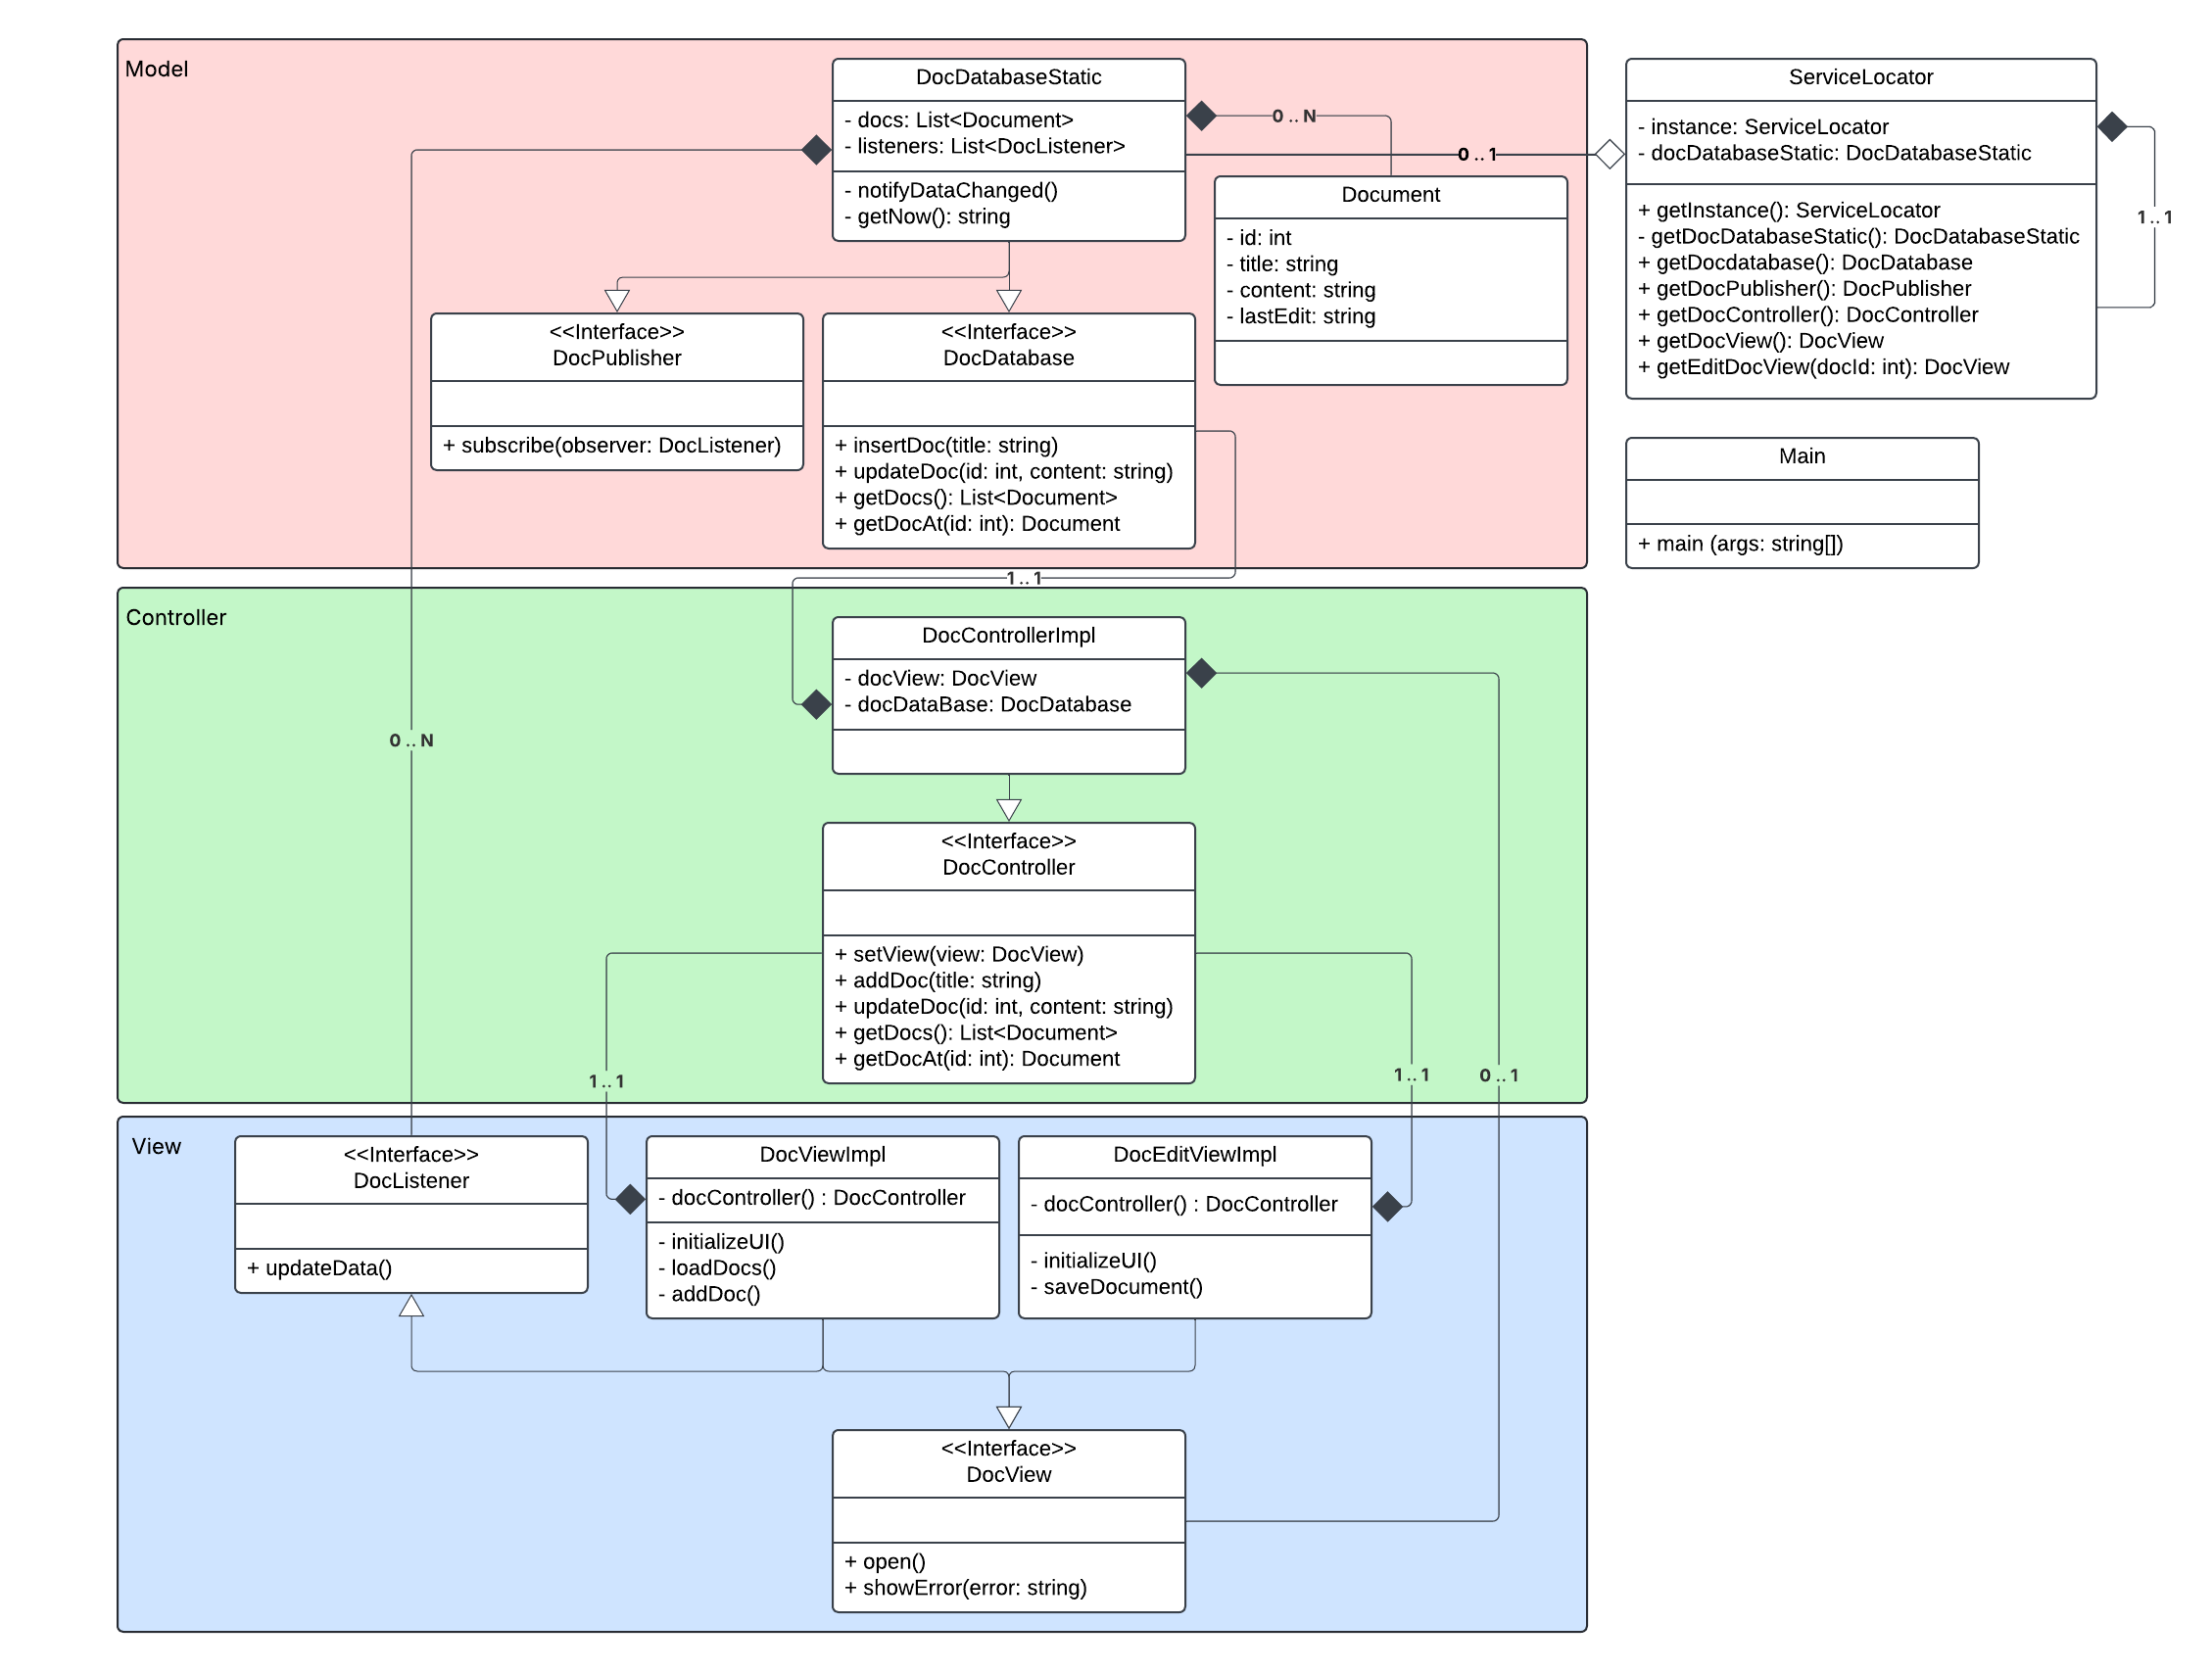 Model
DocDatabaseStatic
- docs: List<Document>
- listeners: List<DocListener>
- notifyDataChanged()
- getNow(): string
0 .. N
0 .. 1
Document
- id: int
- title: string
- content: string
- lastEdit: string
<<Interface>>
DocPublisher
+ subscribe(observer: DocListener)
<<Interface>>
DocDatabase
+ insertDoc(title: string)
+ updateDoc(id: int, content: string)
+ getDocs(): List<Document>
+ getDocAt(id: int): Document
ServiceLocator
- instance: ServiceLocator
- docDatabaseStatic: DocDatabaseStatic
+ getInstance(): ServiceLocator
- getDocDatabaseStatic(): DocDatabaseStatic
+ getDocdatabase(): DocDatabase
+ getDocPublisher(): DocPublisher
+ getDocController(): DocController
+ getDocView(): DocView
+ getEditDocView(docId: int): DocView
1 .. 1
Main
+ main (args: string[])
1 .. 1
Controller
DocControllerImpl
- docView: DocView
- docDataBase: DocDatabase
0 .. N
<<Interface>>
DocController
+ setView(view: DocView)
+ addDoc(title: string)
+ updateDoc(id: int, content: string)
+ getDocs(): List<Document>
+ getDocAt(id: int): Document
1 .. 1
1 .. 1
0 .. 1
View
<<Interface>>
DocListener
+ updateData()
DocViewImpl
- docController() : DocController
- initializeUI()
- loadDocs()
- addDoc()
DocEditViewImpl
- docController() : DocController
- initializeUI()
- saveDocument()
<<Interface>>
DocView
+ open()
+ showError(error: string)